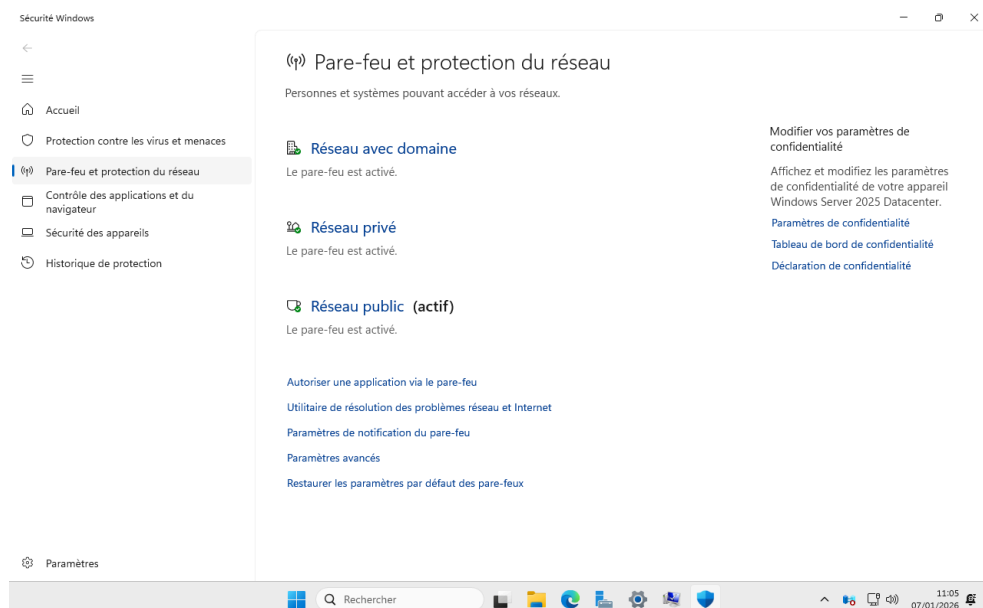 Sécurité Windows
Accueil
Protection contre les virus et menaces
Pare-feu et protection du réseau
Contrôle des applications et du
navigateur
Sécurité des appareils
Historique de protection
Paramètres
Pare-feu et protection du réseau
Personnes et systèmes pouvant accéder à vos réseaux.
Réseau avec domaine
Le pare-feu est activé.
Réseau privé
Le pare-feu est activé.
Réseau public (actif)
Le pare-feu est activé.
Autoriser une application via le pare-feu
Utilitaire de résolution des problèmes réseau et Internet
Paramètres de notification du pare-feu
Paramètres avancés
Restaurer les paramètres par défaut des pare-feux
Modifier vos paramètres de
confidentialité
Affichez et modifiez les paramètres
de confidentialité de votre appareil
Windows Server 2025 Datacenter.
Paramètres de confidentialité
Tableau de bord de confidentialité
Déclaration de confidentialité
Rechercher
11:05
07/01/2026